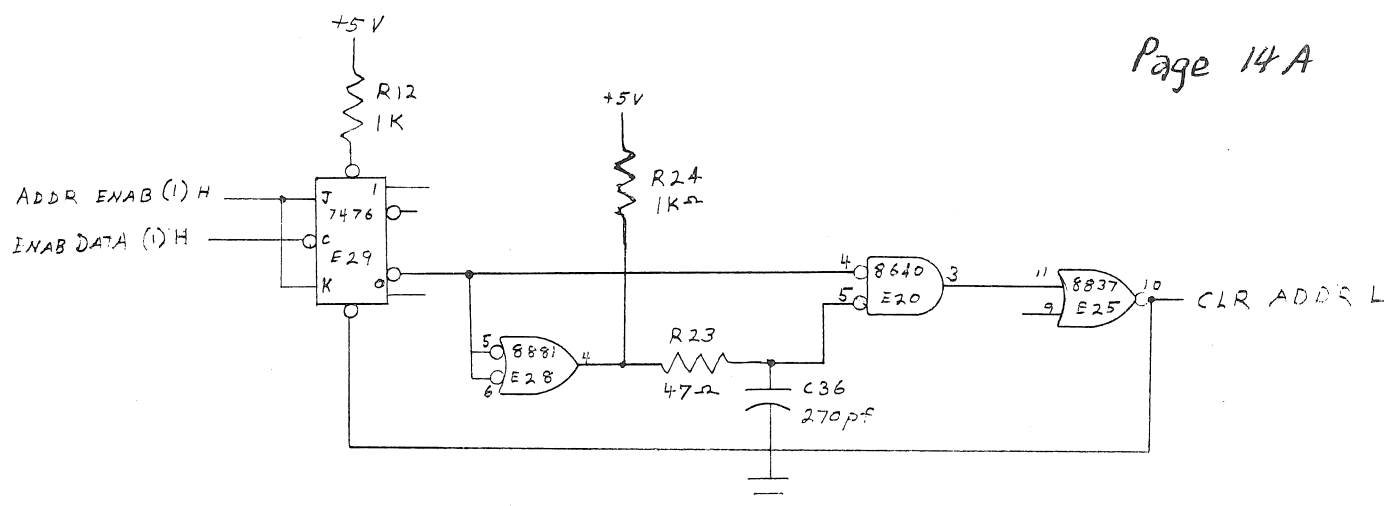 +5V
Page 14A
R12
1K
+5V
R24
1KΩ
ADDR ENAB (1) H
J
1
7476
ENAB DATA (1) H
C
E29
K
0
4
8640
3
5
E20
11
8837
10
9
E25
CLR ADDR L
5
8881
4
6
E28
R23
47Ω
C36
270pf